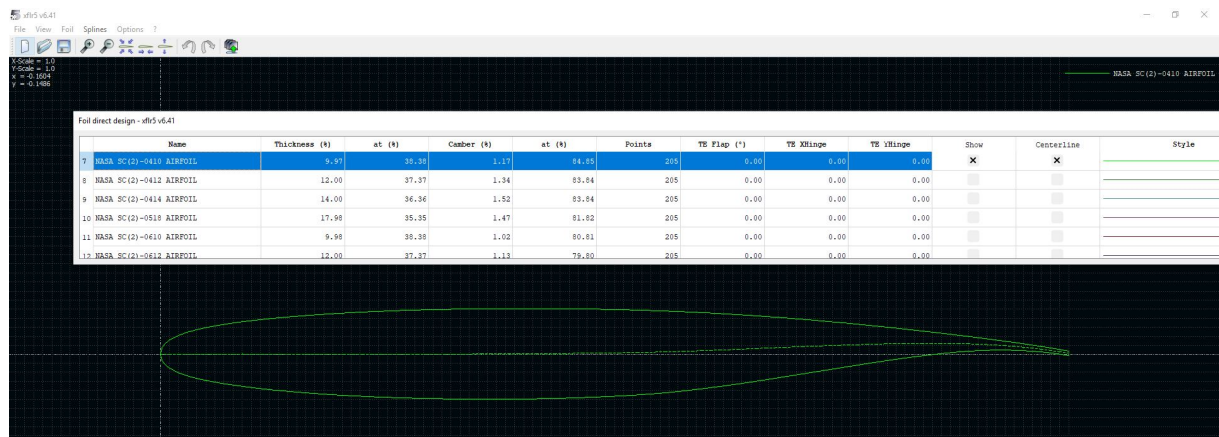 xflr5 v6.41
File View Foil Splines Options ?
X-Scale = 1.0
Y-Scale = 1.0
x = -0.1604
y = -0.1486
NASA SC(2)-0410 AIRFOIL
Foil direct design - xflr5 v6.41
Name Thickness (%) at (%) Camber (%) at (%) Points TE Flap (°) TE XHinge TE YHinge Show Centerline Style
7 NASA SC(2)-0410 AIRFOIL 9.97 38.38 1.17 84.85 205 0.00 0.00 0.00
8 NASA SC(2)-0412 AIRFOIL 12.00 37.37 1.34 83.84 205 0.00 0.00 0.00
9 NASA SC(2)-0414 AIRFOIL 14.00 36.36 1.52 83.84 205 0.00 0.00 0.00
10 NASA SC(2)-0518 AIRFOIL 17.98 35.35 1.47 81.82 205 0.00 0.00 0.00
11 NASA SC(2)-0610 AIRFOIL 9.98 38.38 1.02 80.81 205 0.00 0.00 0.00
12 NASA SC(2)-0612 AIRFOIL 12.00 37.37 1.13 79.80 205 0.00 0.00 0.00